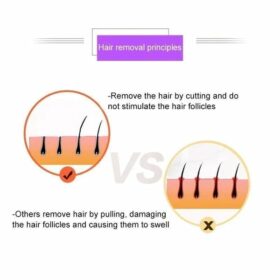 Hair removal principles
-Remove the hair by cutting and do
not stimulate the hair follicles
VS
-Others remove hair by pulling, damaging
the hair follicles and causing them to swell